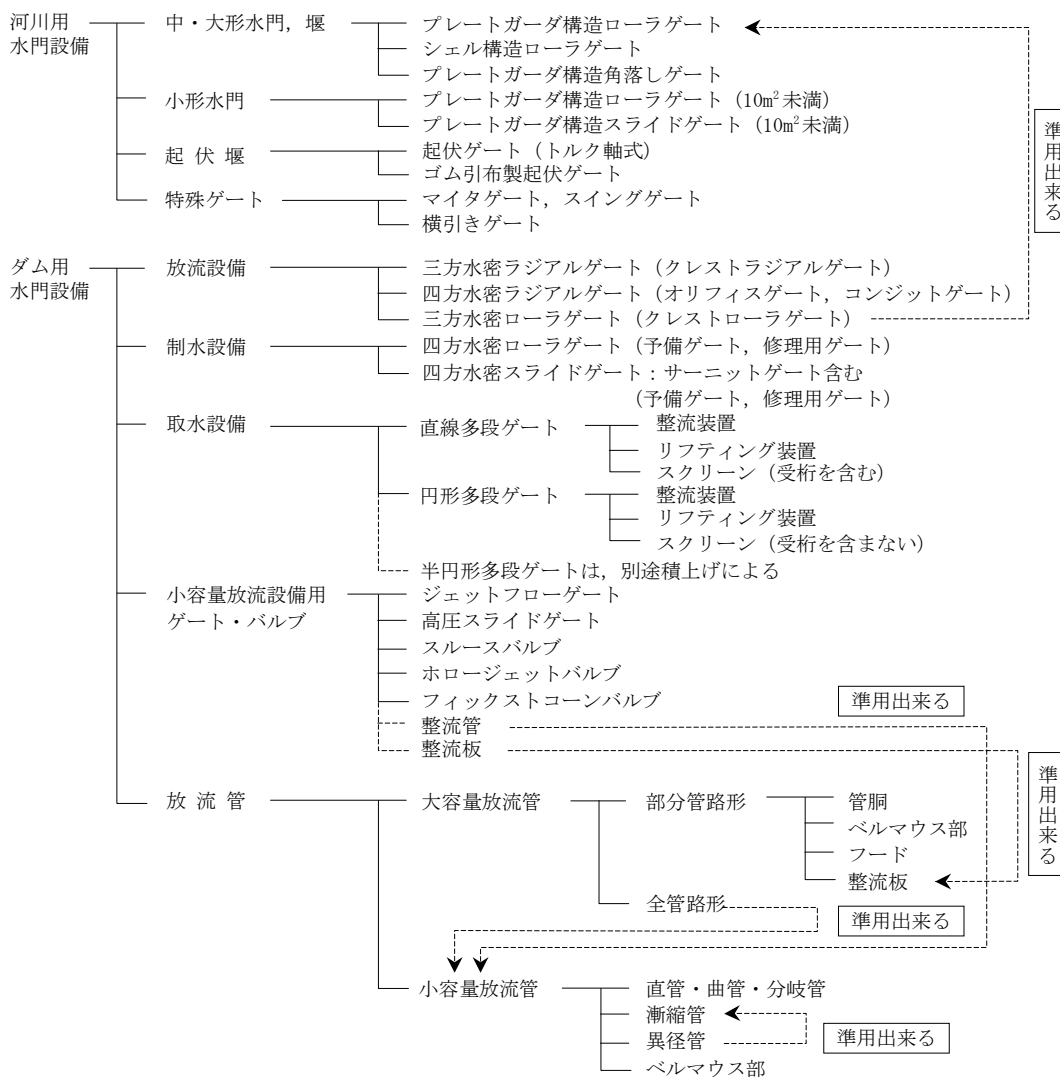 河川用
水門設備
中・大形水門，堰
プレートガーダ構造ローラゲート
シェル構造ローラゲート
プレートガーダ構造角落しゲート
小形水門
プレートガーダ構造ローラゲート（10m²未満）
プレートガーダ構造スライドゲート（10m²未満）
起伏堰
起伏ゲート（トルク軸式）
ゴム引布製起伏ゲート
特殊ゲート
マイタゲート，スイングゲート
横引きゲート
準用出来る
ダム用
水門設備
放流設備
三方水密ラジアルゲート（クレストラジアルゲート）
四方水密ラジアルゲート（オリフィスゲート，コンジットゲート）
三方水密ローラゲート（クレストローラゲート）
制水設備
四方水密ローラゲート（予備ゲート，修理用ゲート）
四方水密スライドゲート：サーニットゲート含む
（予備ゲート，修理用ゲート）
取水設備
直線多段ゲート
整流装置
リフティング装置
スクリーン（受桁を含む）
円形多段ゲート
整流装置
リフティング装置
スクリーン（受桁を含まない）
半円形多段ゲートは，別途積上げによる
小容量放流設備用
ゲート・バルブ
ジェットフローゲート
高圧スライドゲート
スルースバルブ
ホロージェットバルブ
フィックストコーンバルブ
整流管
整流板
準用出来る
準用出来る
放流管
大容量放流管
部分管路形
管胴
ベルマウス部
フード
整流板
全管路形
準用出来る
小容量放流管
直管・曲管・分岐管
漸縮管
異径管
ベルマウス部
準用出来る